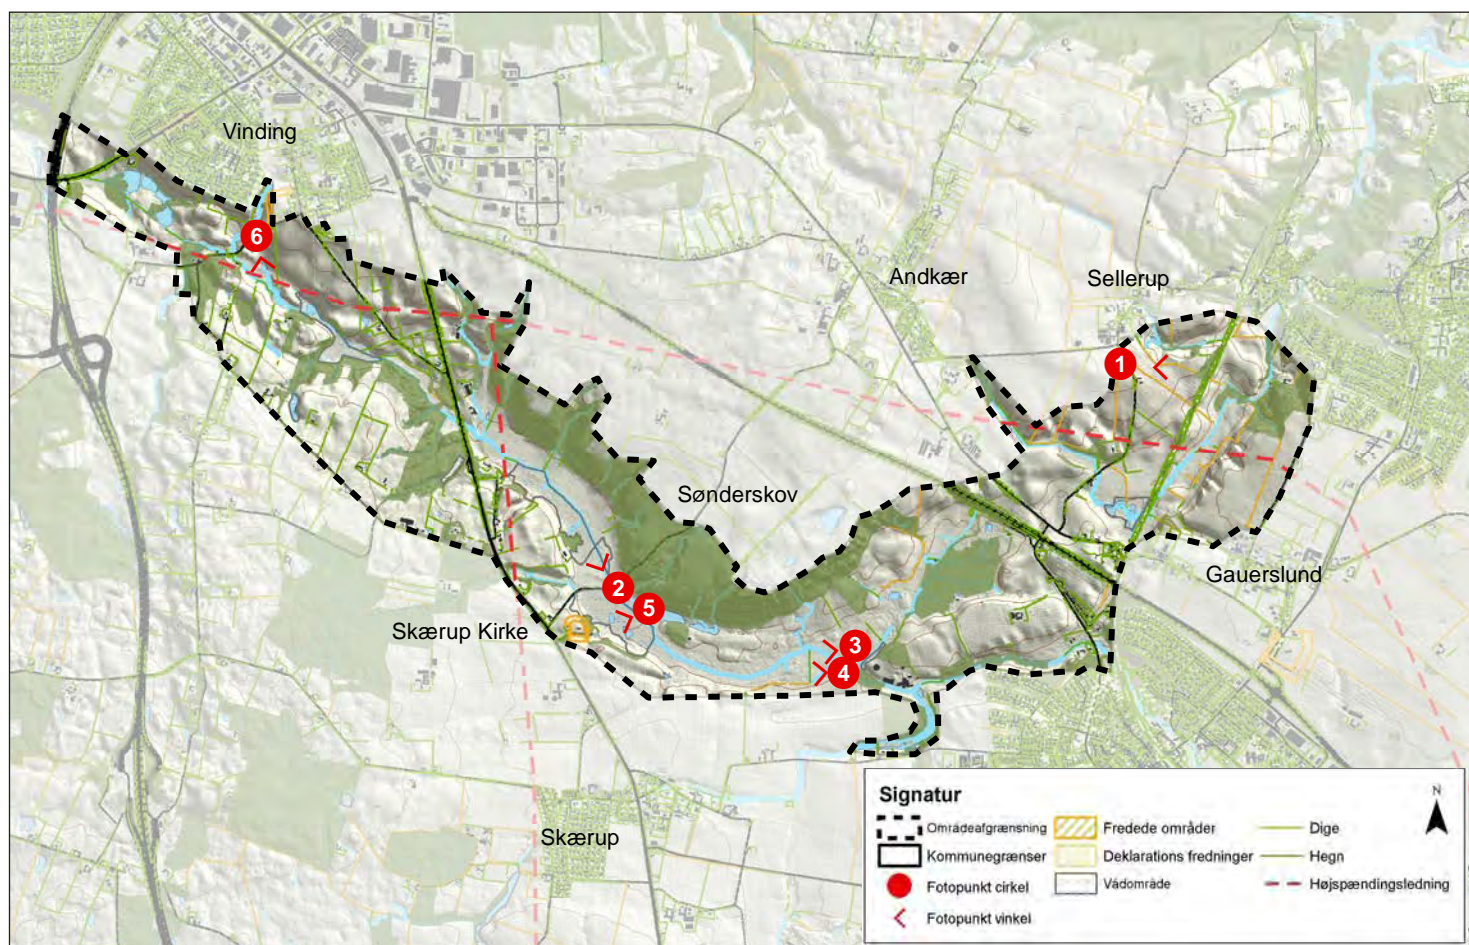 Vinding
6
Andkær
Sellerup
1
Sønderskov
Gauerslund
2
5
Skærup Kirke
3
4
Skærup
Signatur
N
Områdeafgrænsning
Kommunegrænser
Fotopunkt cirkel
Fotopunkt vinkel
Fredede områder
Deklarations fredninger
Vådområde
Dige
Hegn
Højspændingsledning